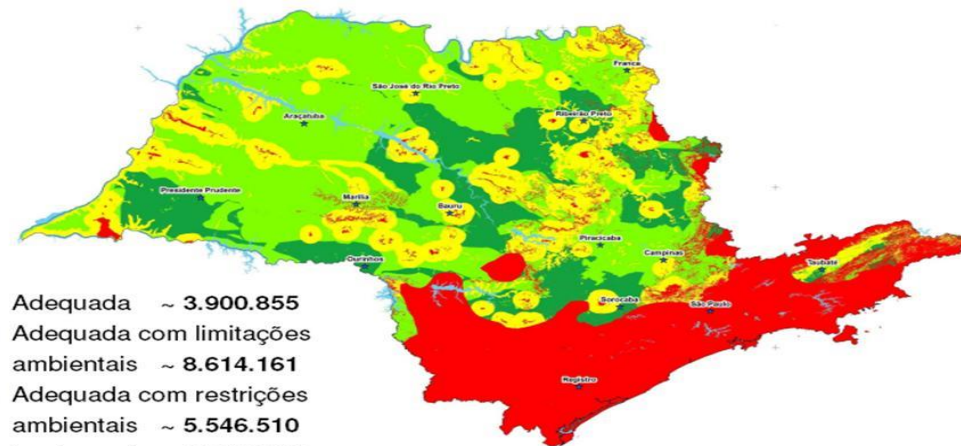 Franca
São José do Rio Preto
Ribeirão Preto
Araçatuba
Presidente Prudente
Marília
Bauru
Piracicaba
Ourinhos
Campinas
Taubaté
Sorocaba
São Paulo
Registro
Adequada ~ 3.900.855
Adequada com limitações
ambientais ~ 8.614.161
Adequada com restrições
ambientais ~ 5.546.510